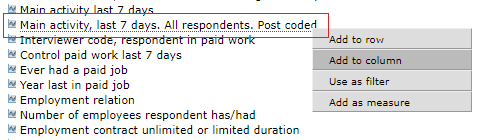 Main activity last 7 days
Main activity, last 7 days. All respondents. Post coded
Interviewer code, respondent in paid work
Control paid work last 7 days
Ever had a paid job
Year last in paid job
Employment relation
Number of employees respondent has/had
Employment contract unlimited or limited duration
Add to row
Add to column
Use as filter
Add as measure